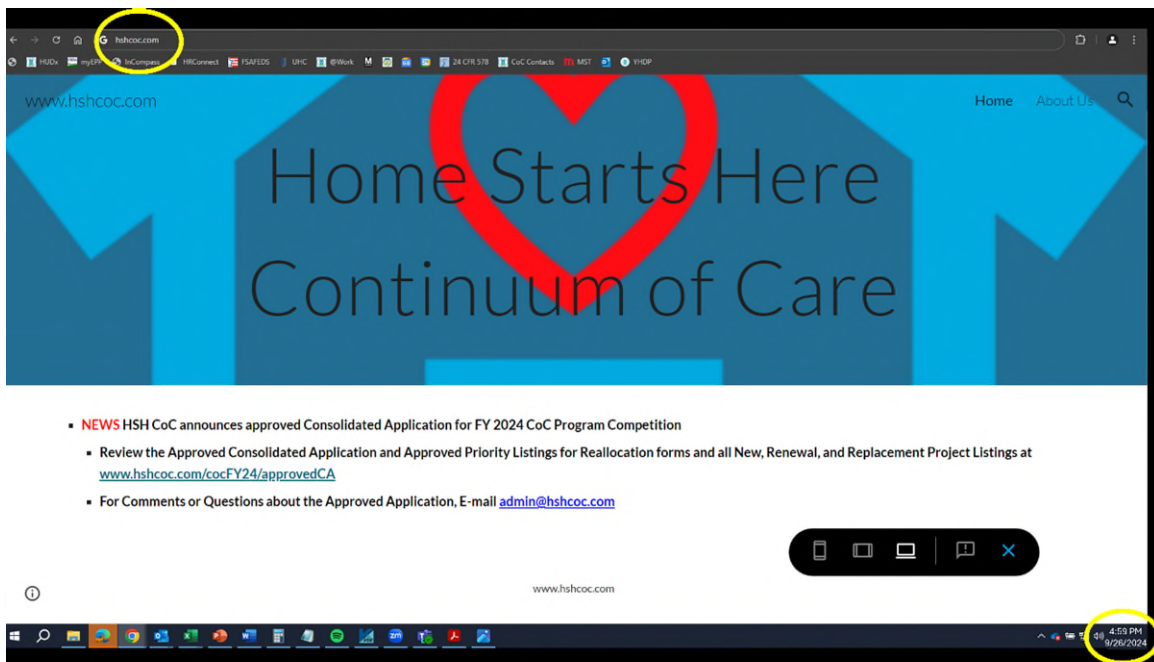 hshcoc.com
HUDx myEPP InCompass HRConnect FSAFEDS UHC @Work M 24 CFR 578 CoC Contacts MST YHDP
www.hshcoc.com Home About Us
Home Starts Here
Continuum of Care
NEWS HSH CoC announces approved Consolidated Application for FY 2024 CoC Program Competition
Review the Approved Consolidated Application and Approved Priority Listings for Reallocation forms and all New, Renewal, and Replacement Project Listings at
www.hshcoc.com/cocFY24/approvedCA
For Comments or Questions about the Approved Application, E-mail admin@hshcoc.com
www.hshcoc.com
4:59 PM
9/26/2024